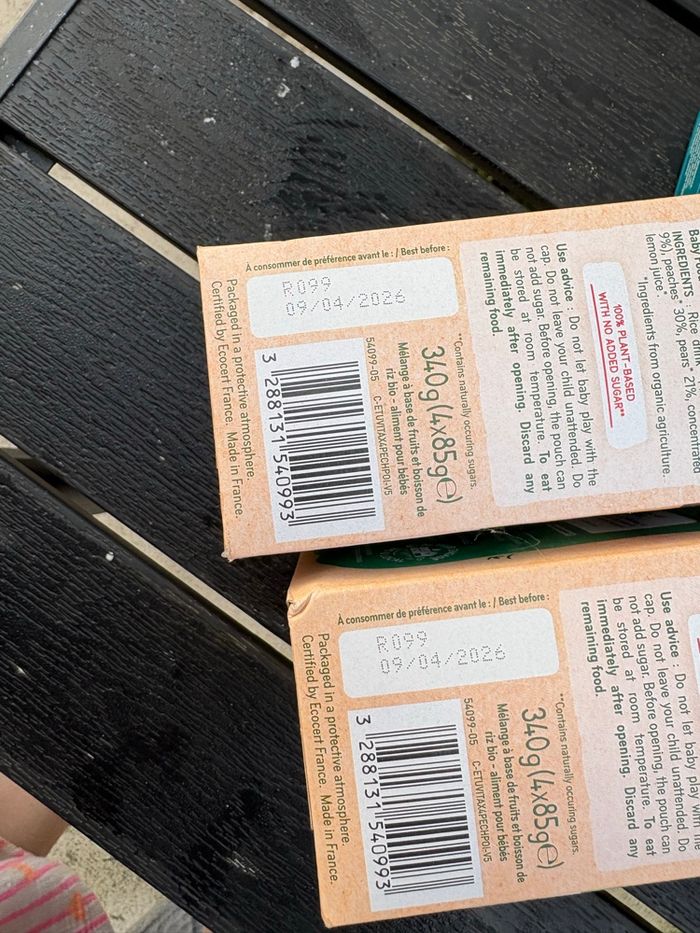 INGREDIENTS : Rice drink
9%), peaches* 30%, pears* 21%, concentrated
lemon juice*.
*Ingredients from organic agriculture.
100% PLANT-BASED
WITH NO ADDED SUGAR**
Use advice : Do not let baby play with the
cap. Do not leave your child unattended. Do
not add sugar. Before opening, the pouch can
be stored at room temperature. To eat
immediately after opening. Discard any
remaining food.
**Contains naturally occuring sugars.
340g(4x85g℮)
Mélange à base de fruits et boisson de
riz bio - aliment pour bébés
54099-05 C-ETUVITAX4PECHPOI-V5
À consommer de préférence avant le : / Best before :
R099
09/04/2026
3 288131 540993
Packaged in a protective atmosphere.
Certified by Ecocert France. Made in France.
Use advice : Do not let baby play with the
cap. Do not leave your child unattended. Do
not add sugar. Before opening, the pouch can
be stored at room temperature. To eat
immediately after opening. Discard any
remaining food.
**Contains naturally occuring sugars.
340g(4x85g℮)
Mélange à base de fruits et boisson de
riz bio - aliment pour bébés
54099-05 C-ETUVITAX4PECHPOI-V5
À consommer de préférence avant le : / Best before :
R099
09/04/2026
3 288131 540993
Packaged in a protective atmosphere.
Certified by Ecocert France. Made in France.